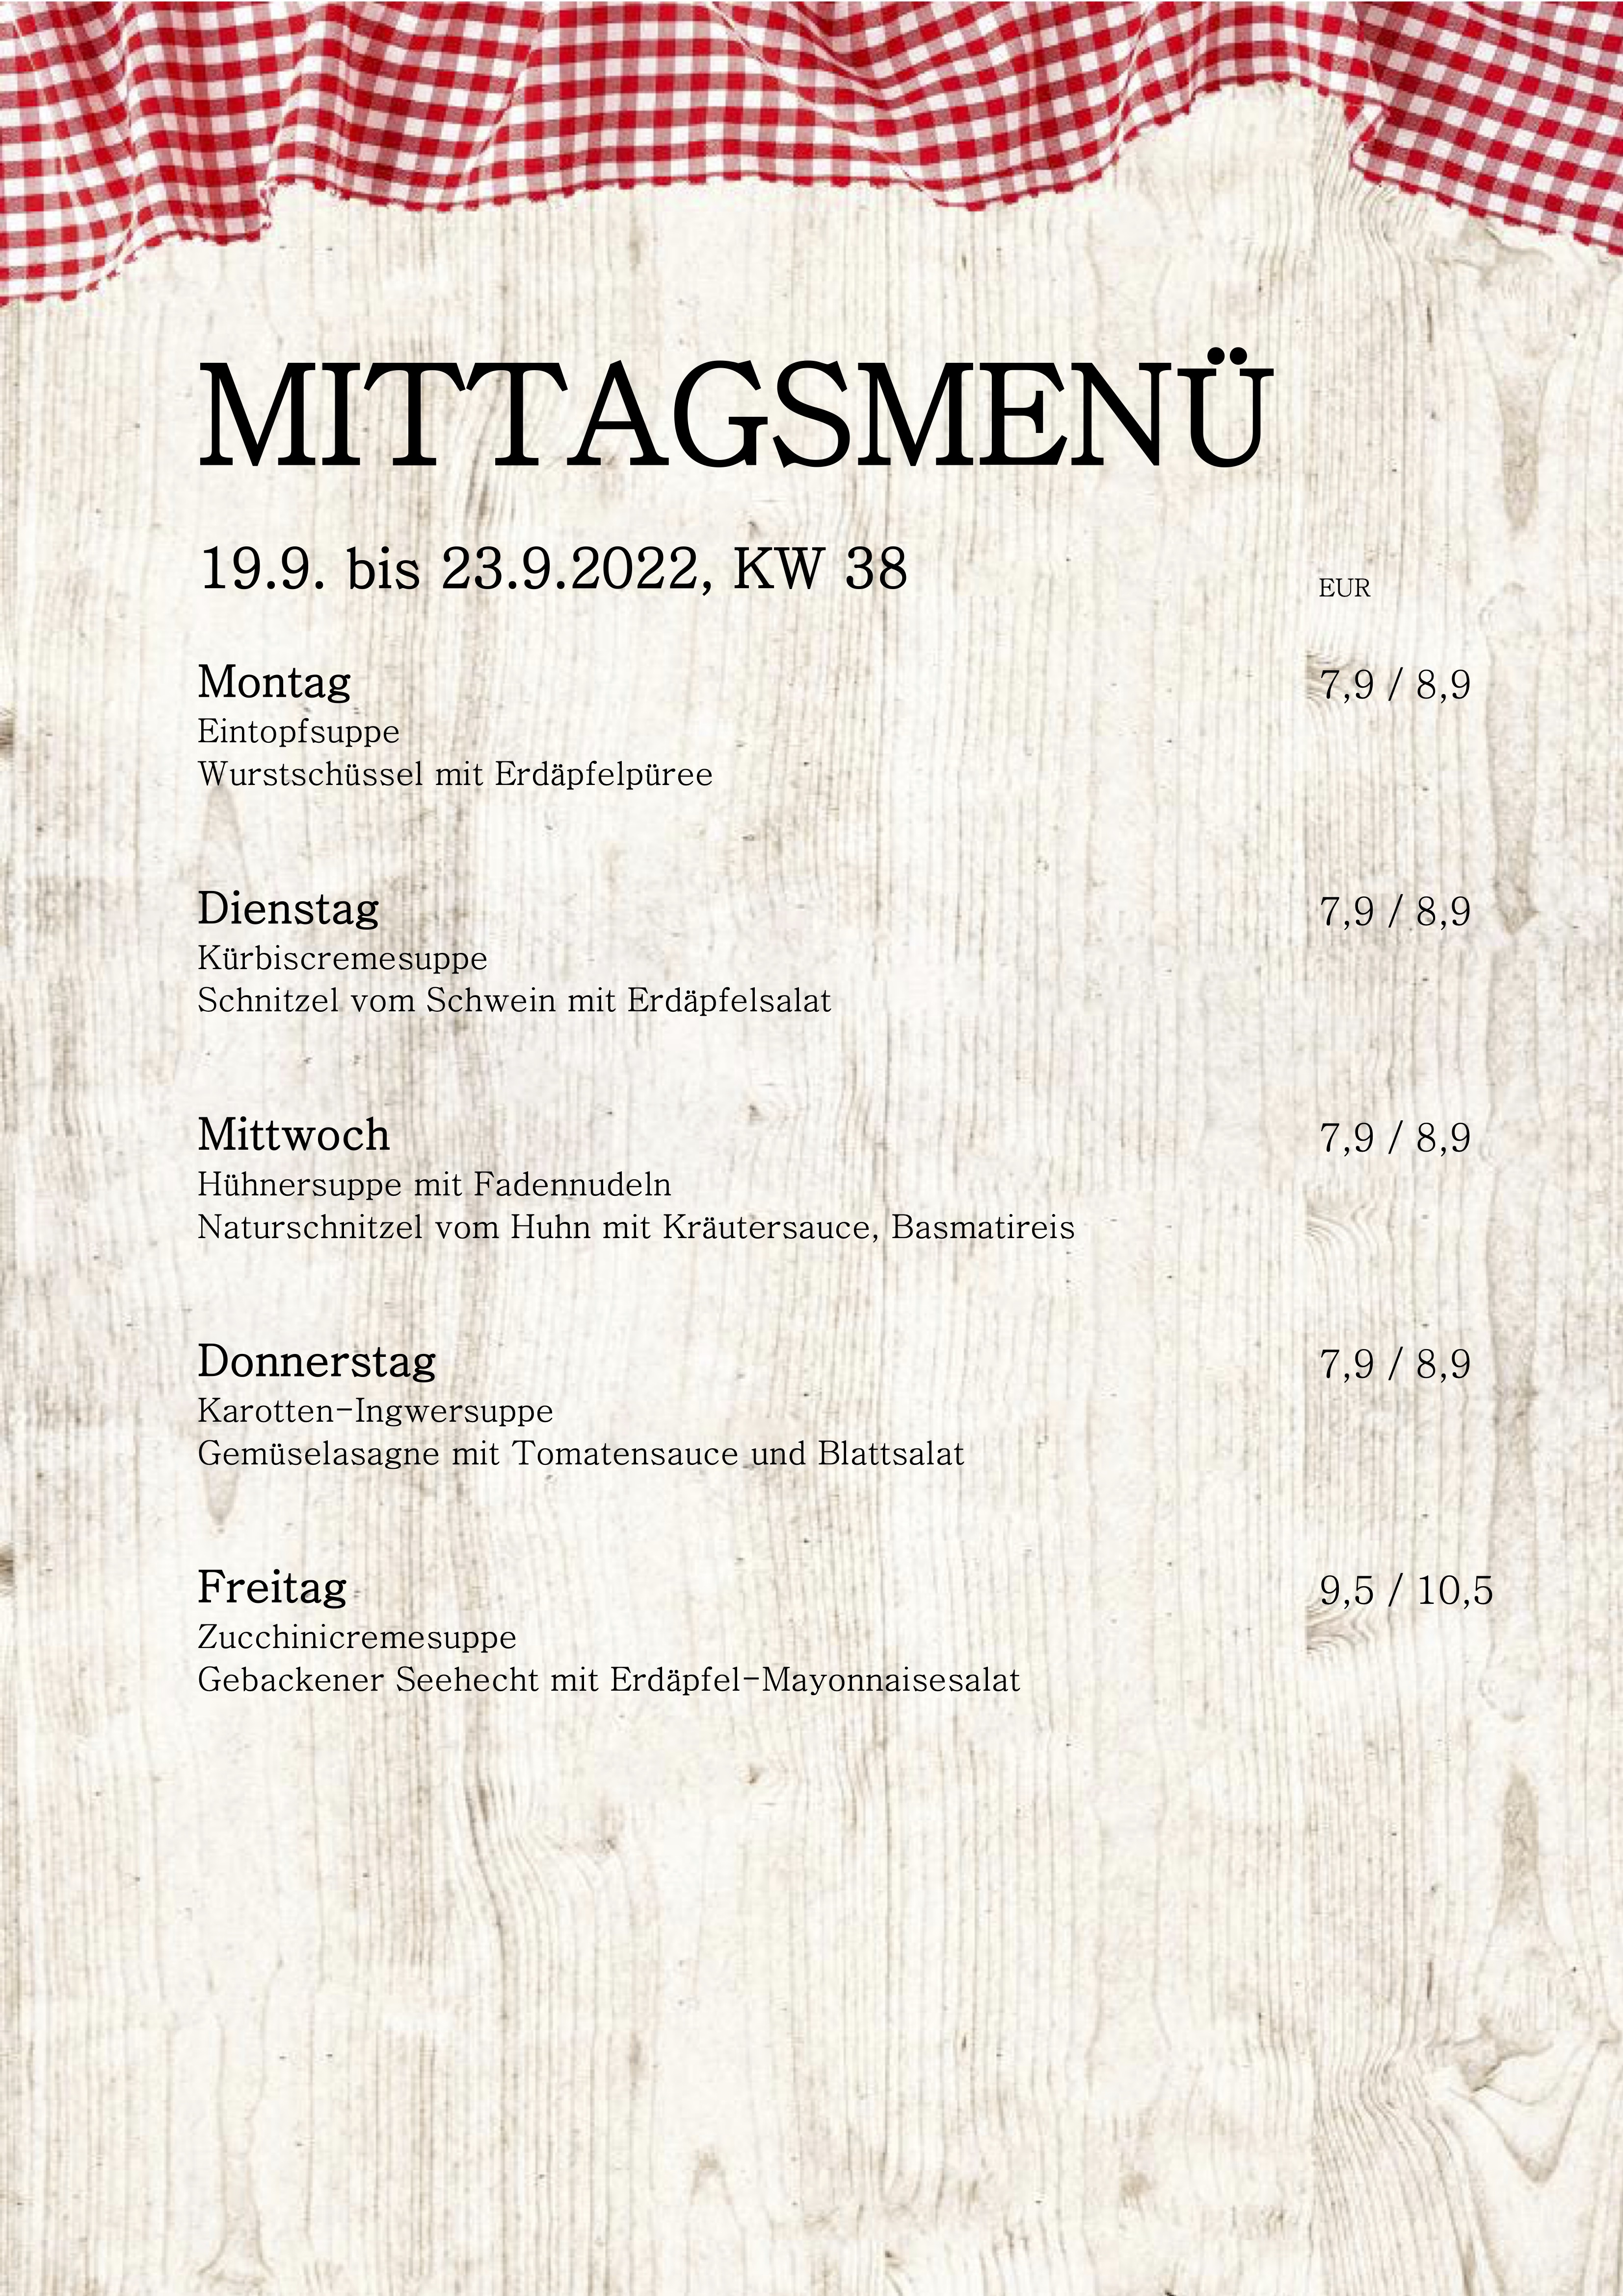 MITTAGSMENÜ
19.9. bis 23.9.2022, KW 38
EUR
Montag 7,9 / 8,9
Eintopfsuppe
Wurstschüssel mit Erdäpfelpüree
Dienstag 7,9 / 8,9
Kürbiscremesuppe
Schnitzel vom Schwein mit Erdäpfelsalat
Mittwoch 7,9 / 8,9
Hühnersuppe mit Fadennudeln
Naturschnitzel vom Huhn mit Kräutersauce, Basmatireis
Donnerstag 7,9 / 8,9
Karotten-Ingwersuppe
Gemüselasagne mit Tomatensauce und Blattsalat
Freitag 9,5 / 10,5
Zucchinicremesuppe
Gebackener Seehecht mit Erdäpfel-Mayonnaisesalat